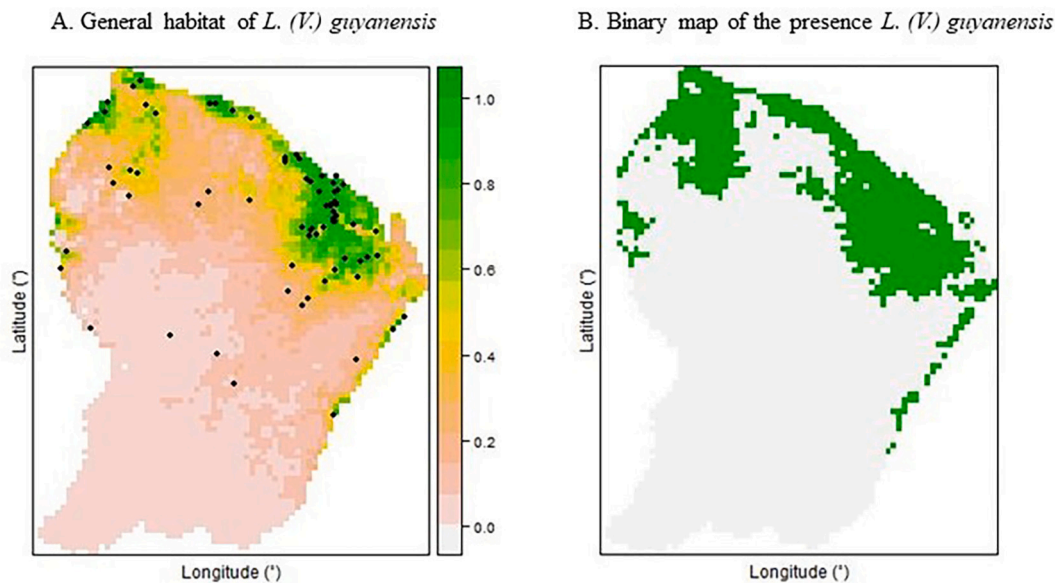 A. General habitat of L. (V.) guyanensis
B. Binary map of the presence L. (V.) guyanensis
1.0
0.8
0.6
0.4
0.2
0.0
Latitude (°)
Longitude (°)
Latitude (°)
Longitude (°)